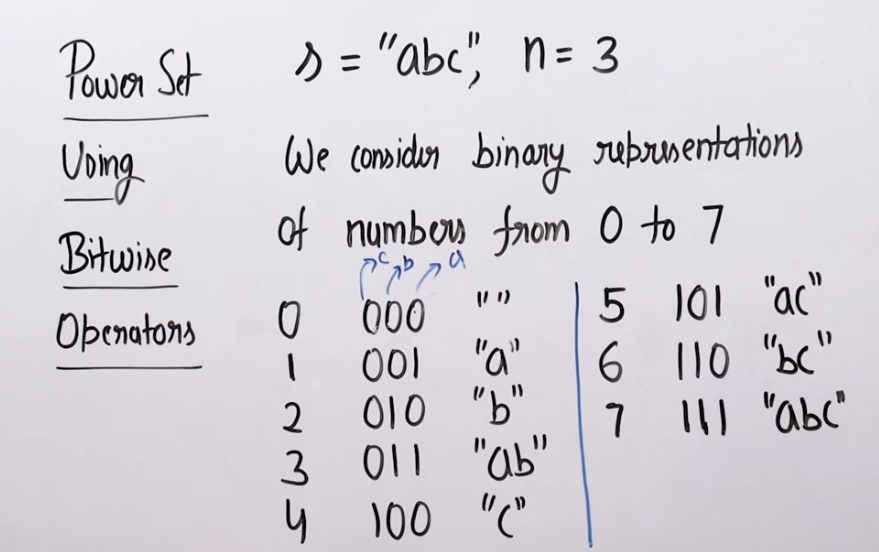 Power Set
Using
Bitwise
Operators
s = "abc", n = 3
We consider binary representations
of numbers from 0 to 7
c b a
0 000 ""
1 001 "a"
2 010 "b"
3 011 "ab"
4 100 "c"
5 101 "ac"
6 110 "bc"
7 111 "abc"